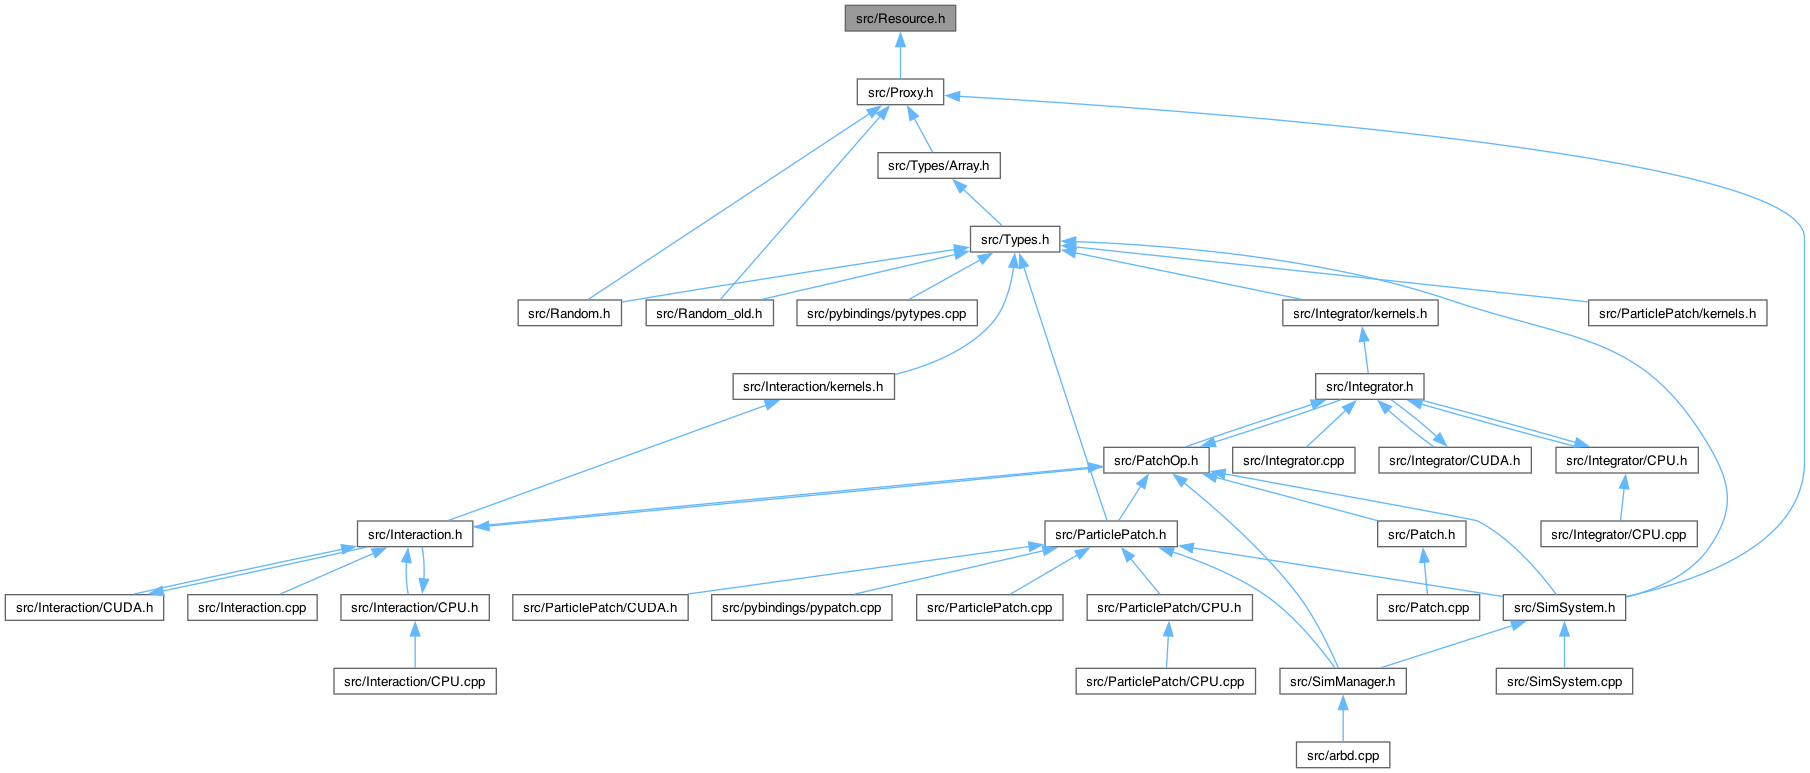 src/Resource.h
src/Proxy.h
src/Types/Array.h
src/Types.h
src/Random.h
src/Random_old.h
src/pybindings/pytypes.cpp
src/Integrator/kernels.h
src/ParticlePatch/kernels.h
src/Interaction/kernels.h
src/Integrator.h
src/PatchOp.h
src/Integrator.cpp
src/Integrator/CUDA.h
src/Integrator/CPU.h
src/Interaction.h
src/ParticlePatch.h
src/Patch.h
src/Integrator/CPU.cpp
src/Interaction/CUDA.h
src/Interaction.cpp
src/Interaction/CPU.h
src/ParticlePatch/CUDA.h
src/pybindings/pypatch.cpp
src/ParticlePatch.cpp
src/ParticlePatch/CPU.h
src/Patch.cpp
src/SimSystem.h
src/Interaction/CPU.cpp
src/ParticlePatch/CPU.cpp
src/SimManager.h
src/SimSystem.cpp
src/arbd.cpp